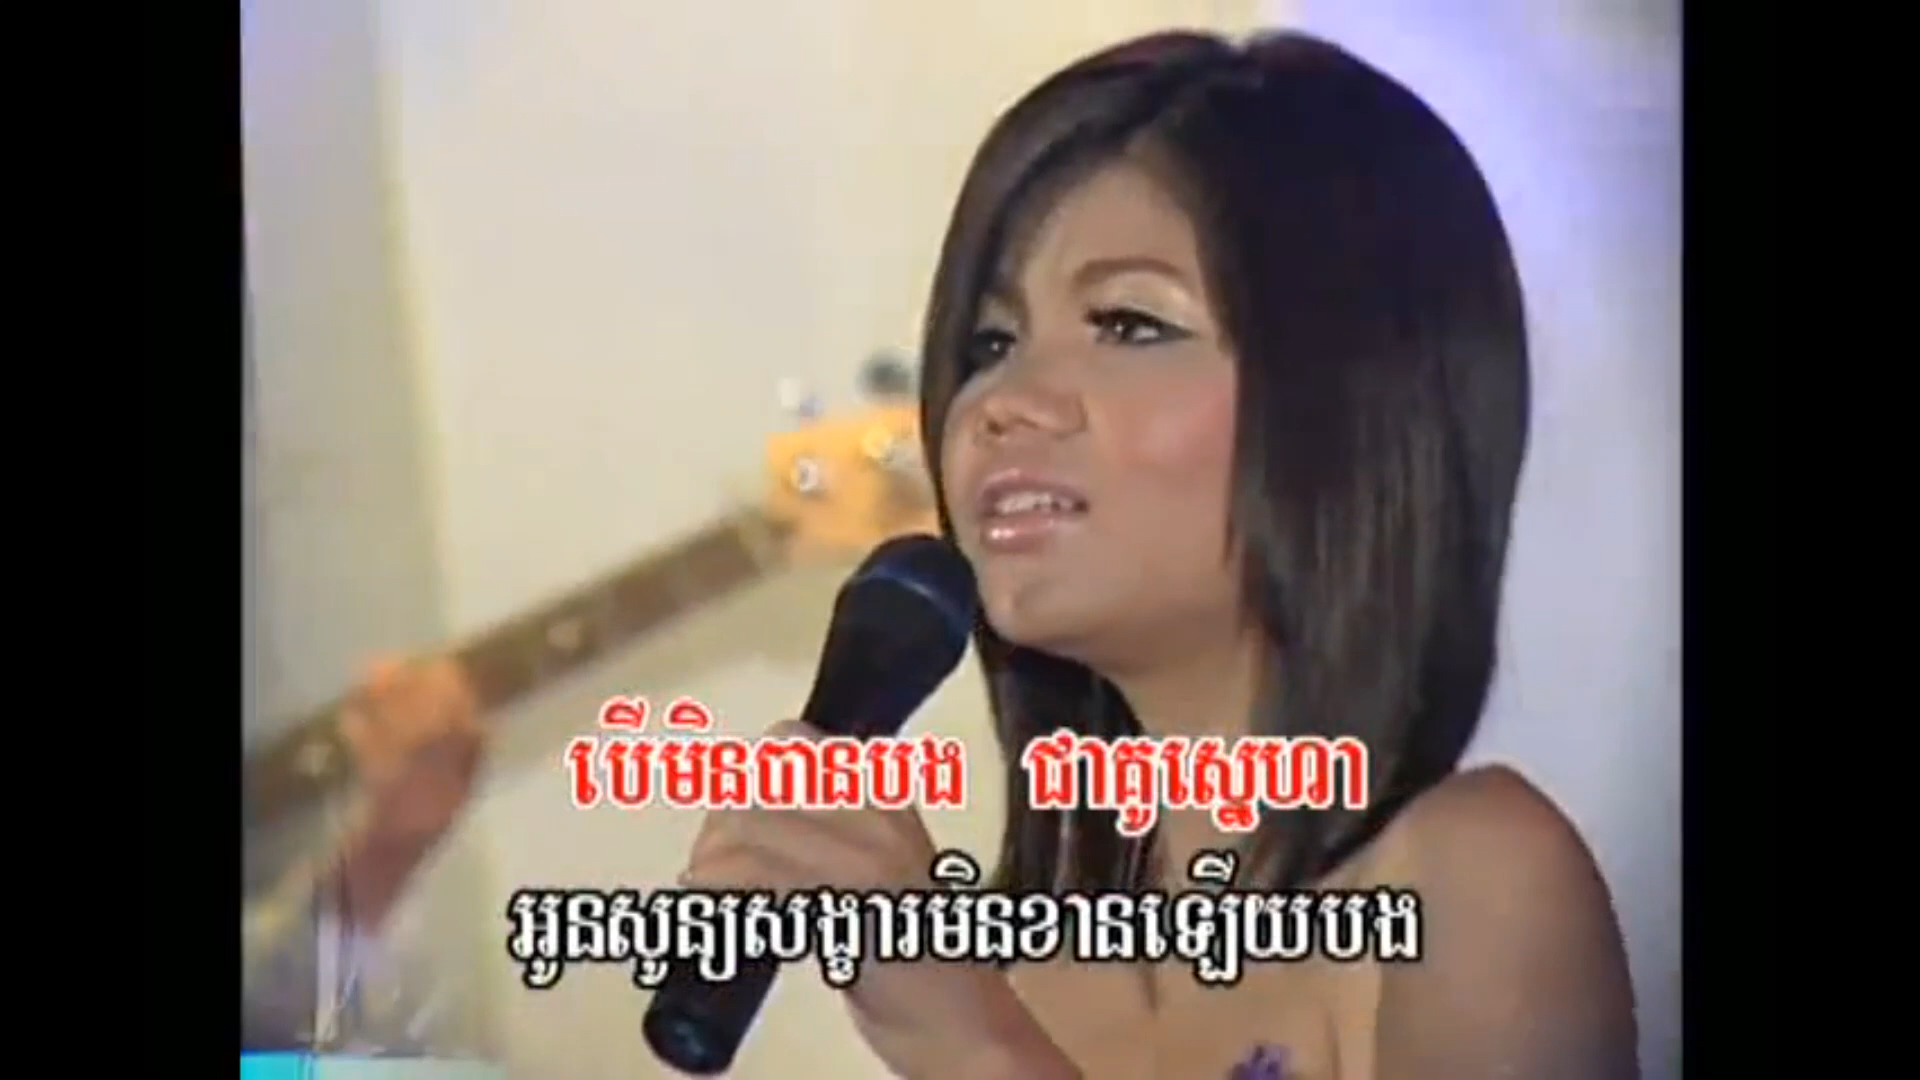 បើមិនបានបង ជាគូស្នេហា
អូនសូន្យសង្ខារមិនខានឡើយបង